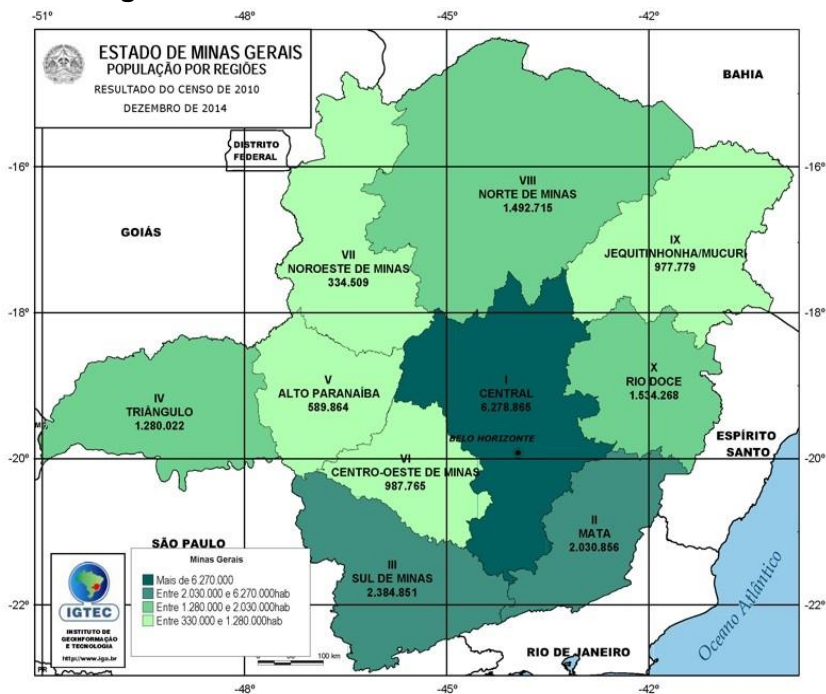 -51°
-48°
-45°
-42°
ESTADO DE MINAS GERAIS
POPULAÇÃO POR REGIÕES
RESULTADO DO CENSO DE 2010
DEZEMBRO DE 2014
BAHIA
DISTRITO
FEDERAL
-16°
-16°
VIII
NORTE DE MINAS
1.492.715
GOIÁS
IX
JEQUITINHONHA/MUCURI
977.779
VII
NOROESTE DE MINAS
334.509
-18°
-18°
IV
TRIÂNGULO
1.280.022
V
ALTO PARANAÍBA
589.864
I
CENTRAL
6.278.865
X
RIO DOCE
1.534.268
BELO HORIZONTE
ESPÍRITO
SANTO
-20°
-20°
VI
CENTRO-OESTE DE MINAS
987.765
II
MATA
2.030.856
SÃO PAULO
III
SUL DE MINAS
2.384.851
Minas Gerais
Mais de 6.270.000
Entre 2.030.000 e 6.270.000hab
Entre 1.280.000 e 2.030.000hab
Entre 330.000 e 1.280.000hab
IGTEC
INSTITUTO DE
GEOINFORMAÇÃO
E TECNOLOGIA
http://www.iga.br
-22°
-22°
Oceano Atlântico
RIO DE JANEIRO
100 km
PR
-48°
-45°
-42°